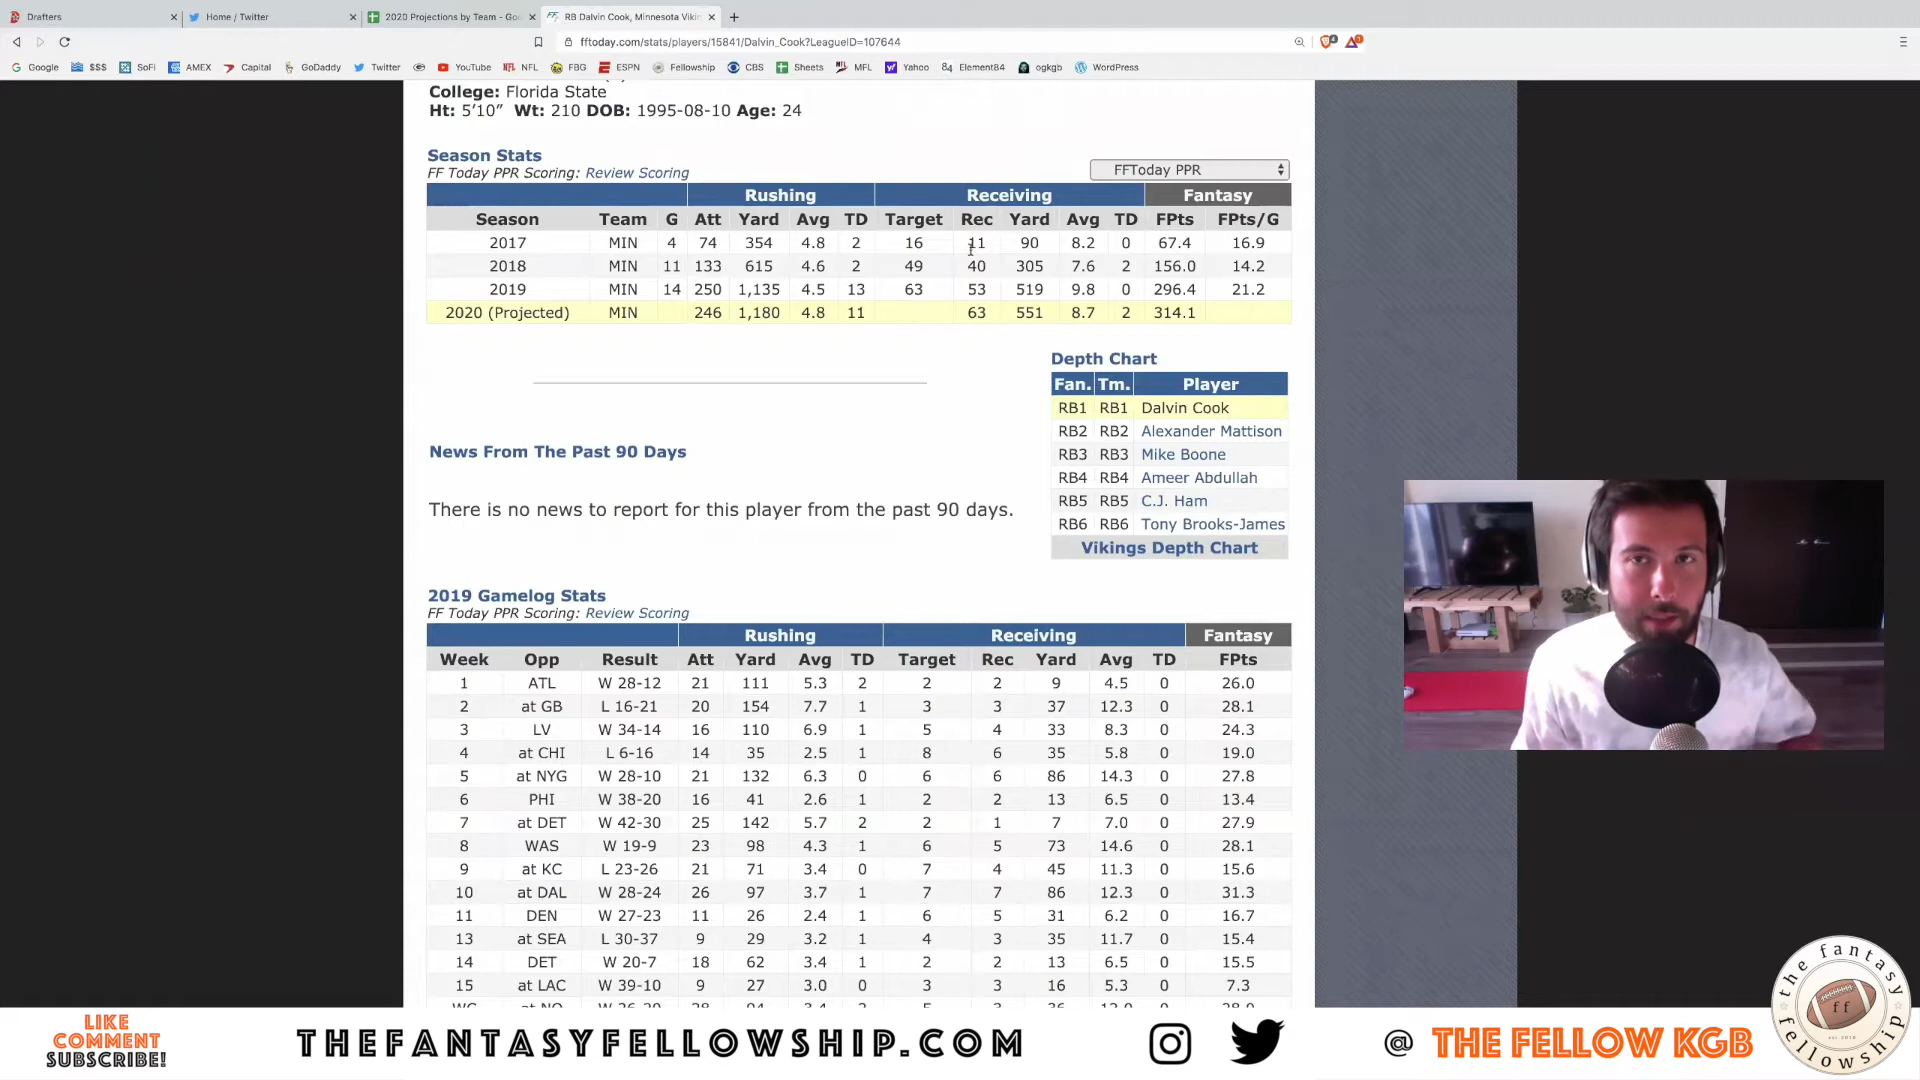 Drafters
Home / Twitter
2020 Projections by Team - Goo
RB Dalvin Cook, Minnesota Vikin
fftoday.com/stats/players/15841/Dalvin_Cook?LeagueID=107644
Google $$$ SoFi AMEX Capital GoDaddy Twitter YouTube NFL FBG ESPN Fellowship CBS Sheets MFL Yahoo Element84 ogkgb WordPress
College: Florida State
Ht: 5'10" Wt: 210 DOB: 1995-08-10 Age: 24
Season Stats
FF Today PPR Scoring: Review Scoring
FFToday PPR
Rushing Receiving Fantasy
Season Team G Att Yard Avg TD Target Rec Yard Avg TD FPts FPts/G
2017 MIN 4 74 354 4.8 2 16 11 90 8.2 0 67.4 16.9
2018 MIN 11 133 615 4.6 2 49 40 305 7.6 2 156.0 14.2
2019 MIN 14 250 1,135 4.5 13 63 53 519 9.8 0 296.4 21.2
2020 (Projected) MIN 246 1,180 4.8 11 63 551 8.7 2 314.1
Depth Chart
Fan. Tm. Player
RB1 RB1 Dalvin Cook
RB2 RB2 Alexander Mattison
RB3 RB3 Mike Boone
RB4 RB4 Ameer Abdullah
RB5 RB5 C.J. Ham
RB6 RB6 Tony Brooks-James
Vikings Depth Chart
News From The Past 90 Days
There is no news to report for this player from the past 90 days.
2019 Gamelog Stats
FF Today PPR Scoring: Review Scoring
Rushing Receiving Fantasy
Week Opp Result Att Yard Avg TD Target Rec Yard Avg TD FPts
1 ATL W 28-12 21 111 5.3 2 2 2 9 4.5 0 26.0
2 at GB L 16-21 20 154 7.7 1 3 3 37 12.3 0 28.1
3 LV W 34-14 16 110 6.9 1 5 4 33 8.3 0 24.3
4 at CHI L 6-16 14 35 2.5 1 8 6 35 5.8 0 19.0
5 at NYG W 28-10 21 132 6.3 0 6 6 86 14.3 0 27.8
6 PHI W 38-20 16 41 2.6 1 2 2 13 6.5 0 13.4
7 at DET W 42-30 25 142 5.7 2 2 1 7 7.0 0 27.9
8 WAS W 19-9 23 98 4.3 1 6 5 73 14.6 0 28.1
9 at KC L 23-26 21 71 3.4 0 7 4 45 11.3 0 15.6
10 at DAL W 28-24 26 97 3.7 1 7 7 86 12.3 0 31.3
11 DEN W 27-23 11 26 2.4 1 6 5 31 6.2 0 16.7
13 at SEA L 30-37 9 29 3.2 1 4 3 35 11.7 0 15.4
14 DET W 20-7 18 62 3.4 1 2 2 13 6.5 0 15.5
15 at LAC W 39-10 9 27 3.0 0 3 3 16 5.3 0 7.3
LIKE
COMMENT
SUBSCRIBE!
THEFANTASYFELLOWSHIP.COM
@ THE FELLOW KGB
the fantasy
ff
fellowship